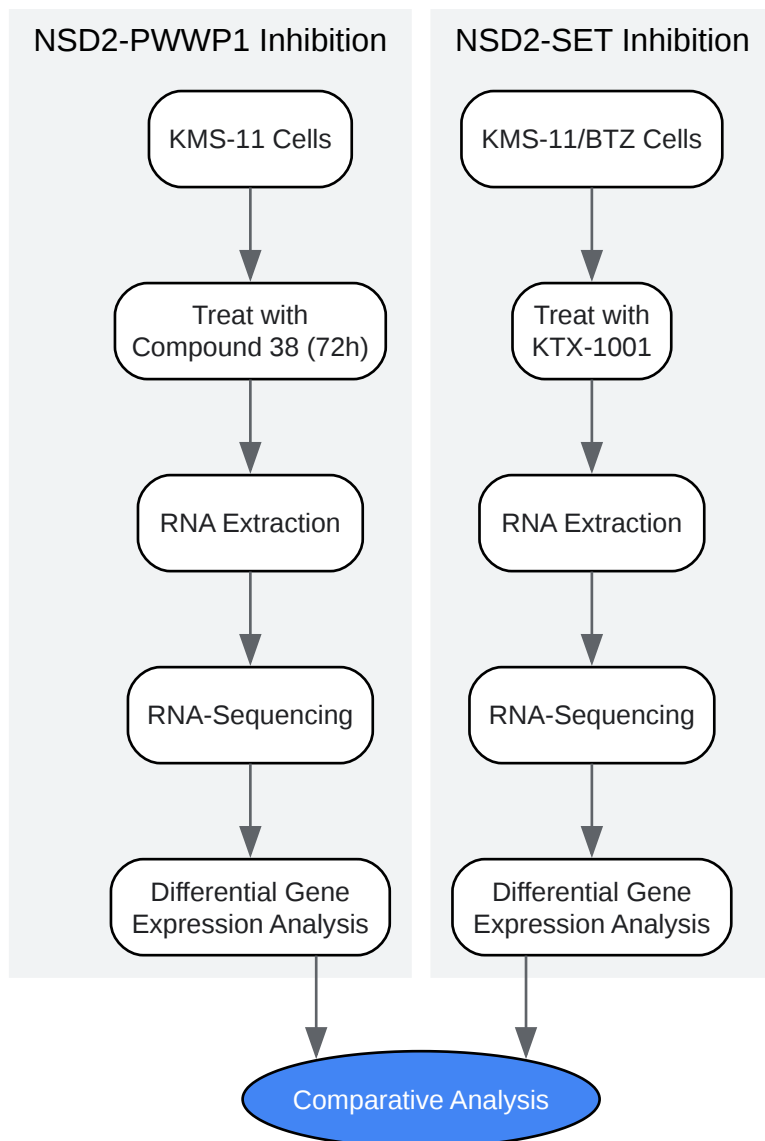 NSD2-PWWP1 Inhibition
KMS-11 Cells
Treat with
Compound 38 (72h)
RNA Extraction
RNA-Sequencing
Differential Gene
Expression Analysis
NSD2-SET Inhibition
KMS-11/BTZ Cells
Treat with
KTX-1001
RNA Extraction
RNA-Sequencing
Differential Gene
Expression Analysis
Comparative Analysis